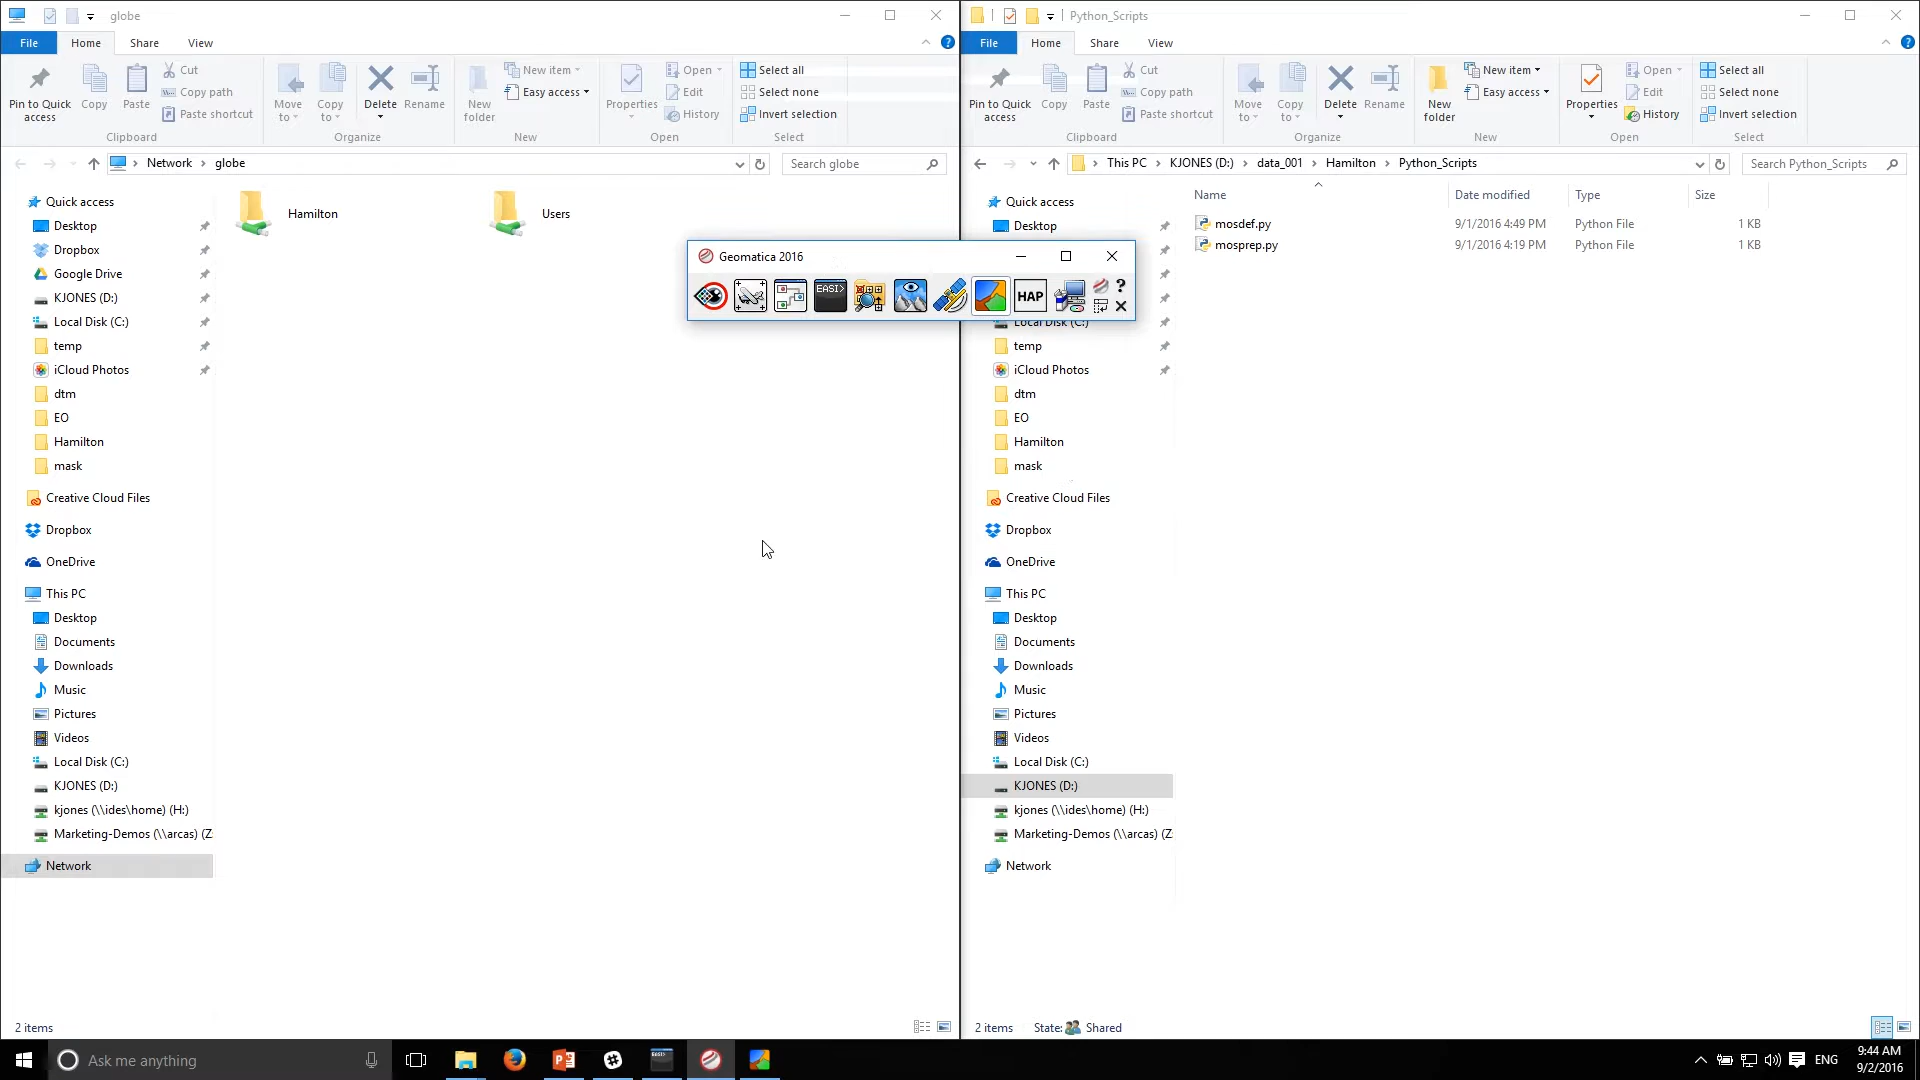 globe
File Home Share View
Pin to Quick access
Copy
Paste
Cut
Copy path
Paste shortcut
Clipboard
Move to
Copy to
Delete
Rename
Organize
New folder
New item
Easy access
New
Properties
Open
Edit
History
Open
Select all
Select none
Invert selection
Select
Network globe
Search globe
Quick access
Desktop
Dropbox
Google Drive
KJONES (D:)
Local Disk (C:)
temp
iCloud Photos
dtm
EO
Hamilton
mask
Creative Cloud Files
Dropbox
OneDrive
This PC
Desktop
Documents
Downloads
Music
Pictures
Videos
Local Disk (C:)
KJONES (D:)
kjones (\\ides\home) (H:)
Marketing-Demos (\\arcas) (Z
Network
Hamilton
Users
2 items
Geomatica 2016
EASI>
HAP
?
Python_Scripts
File Home Share View
Pin to Quick access
Copy
Paste
Cut
Copy path
Paste shortcut
Clipboard
Move to
Copy to
Delete
Rename
Organize
New folder
New item
Easy access
New
Properties
Open
Edit
History
Open
Select all
Select none
Invert selection
Select
This PC KJONES (D:) data_001 Hamilton Python_Scripts
Search Python_Scripts
Quick access
Desktop
Local Disk (C:)
temp
iCloud Photos
dtm
EO
Hamilton
mask
Creative Cloud Files
Dropbox
OneDrive
This PC
Desktop
Documents
Downloads
Music
Pictures
Videos
Local Disk (C:)
KJONES (D:)
kjones (\\ides\home) (H:)
Marketing-Demos (\\arcas) (Z
Network
Name Date modified Type Size
mosdef.py 9/1/2016 4:49 PM Python File 1 KB
mosprep.py 9/1/2016 4:19 PM Python File 1 KB
2 items State: Shared
Ask me anything
EASI>
ENG
9:44 AM
9/2/2016